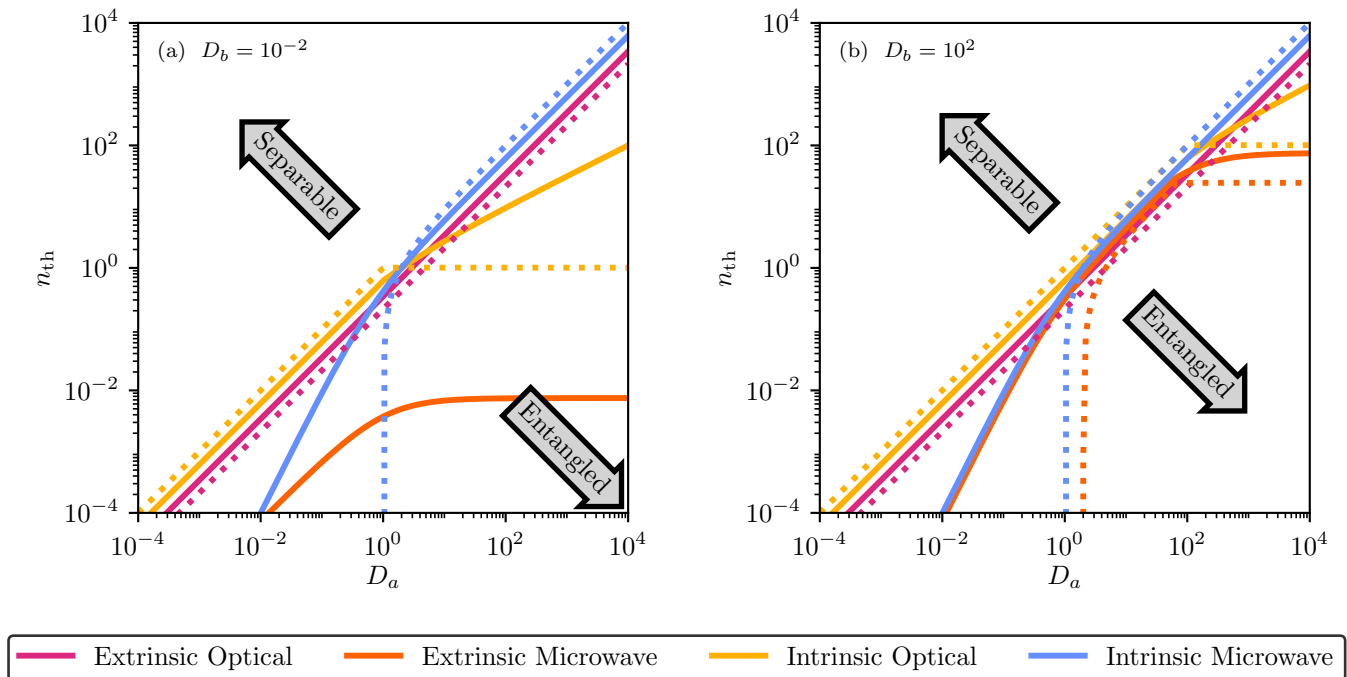 (a) D_b = 10^{-2}
10^4
10^2
10^0
10^{-2}
10^{-4}
n_th
Separable
Entangled
10^{-4} 10^{-2} 10^0 10^2 10^4
D_a
(b) D_b = 10^2
10^4
10^2
10^0
10^{-2}
10^{-4}
Separable
Entangled
10^{-4} 10^{-2} 10^0 10^2 10^4
D_a
Extrinsic Optical Extrinsic Microwave Intrinsic Optical Intrinsic Microwave